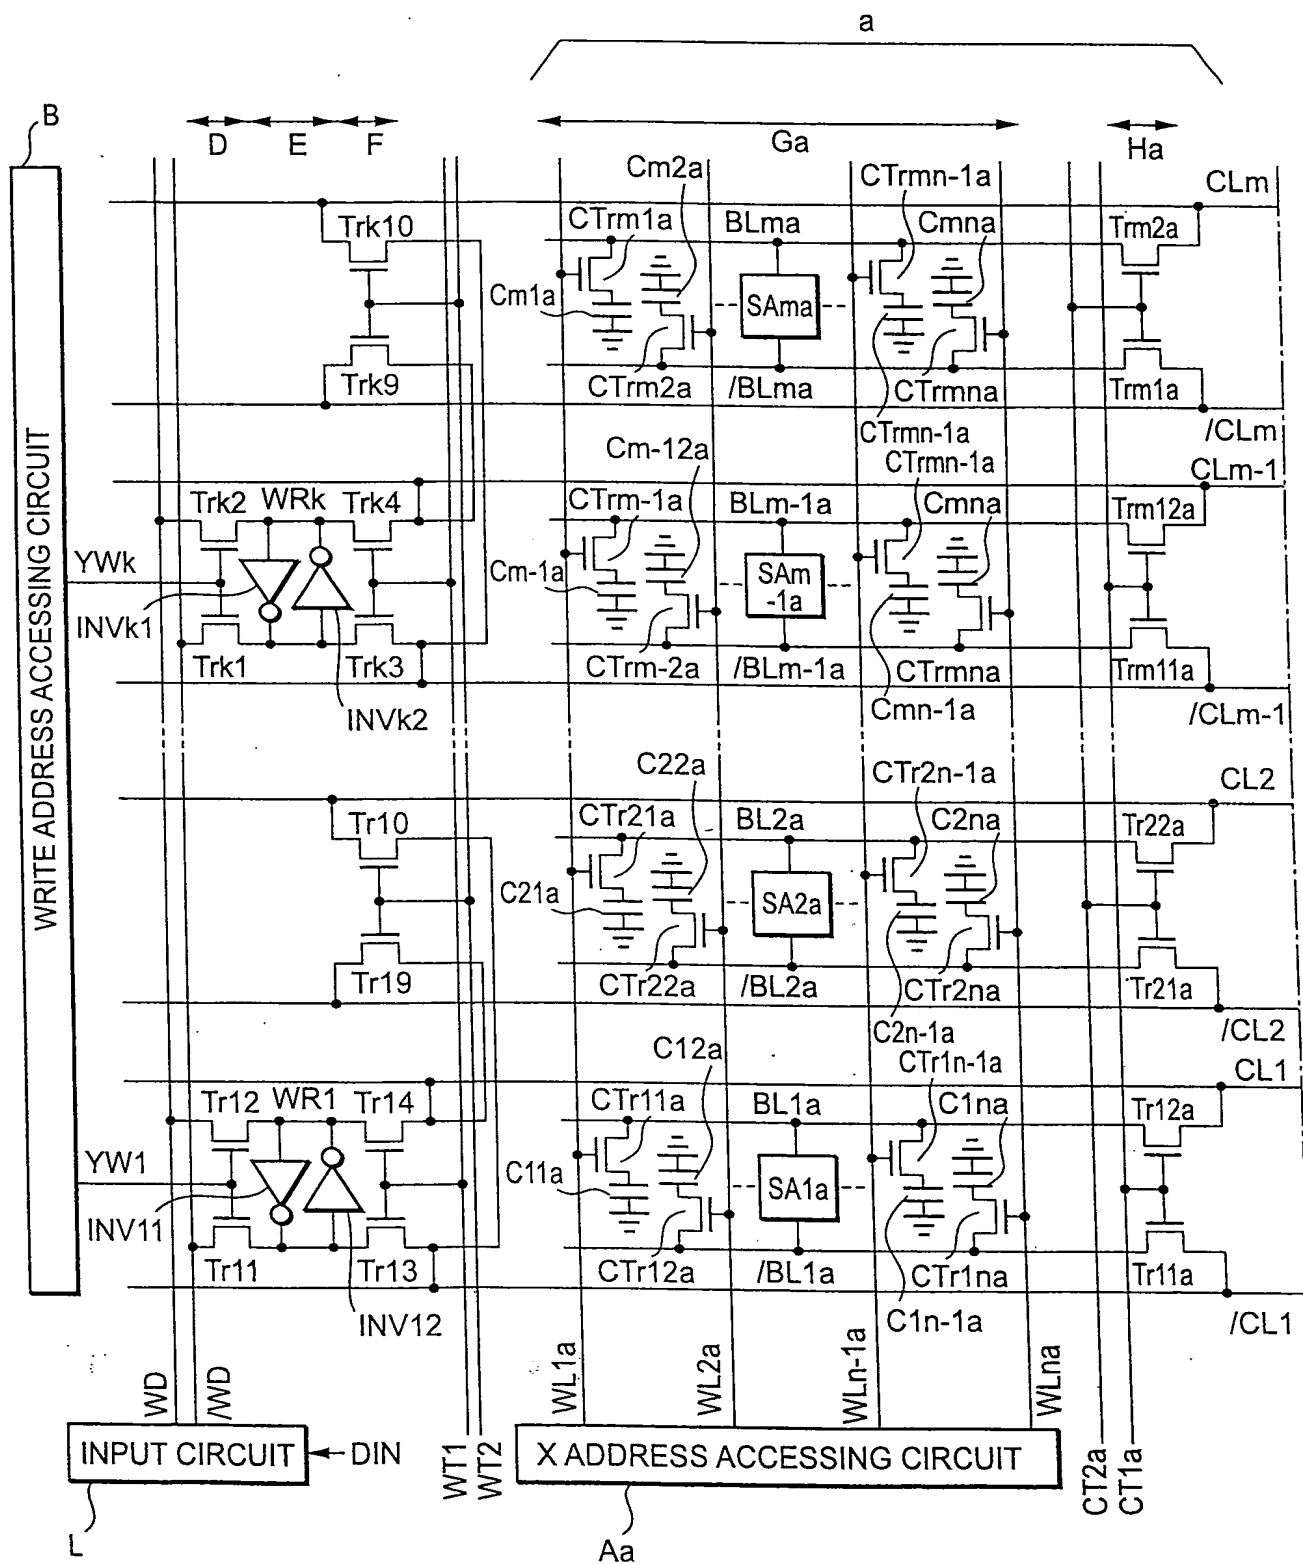 a
B
D
E
F
Ga
Ha
Cm2a
CTrmn-1a
CLm
Trk10
CTrm1a
BLma
Cmna
Trm2a
Cm1a
SAma
Trk9
CTrm2a
/BLma
CTrmna
Trm1a
CTrmn-1a
/CLm
WRITE ADDRESS ACCESSING CIRCUIT
Cm-12a
CTrmn-1a
CLm-1
Trk2
WRk
Trk4
CTrm-1a
BLm-1a
Cmna
Trm12a
YWk
Cm-1a
SAm
-1a
INVk1
Trk1
Trk3
CTrm-2a
/BLm-1a
CTrmna
Trm11a
INVk2
Cmn-1a
/CLm-1
C22a
CTr2n-1a
CL2
Tr10
CTr21a
BL2a
C2na
Tr22a
C21a
SA2a
Tr19
CTr22a
/BL2a
CTr2na
Tr21a
C2n-1a
/CL2
C12a
CTr1n-1a
CL1
Tr12
WR1
Tr14
CTr11a
BL1a
C1na
Tr12a
YW1
C11a
SA1a
INV11
Tr11
Tr13
CTr12a
/BL1a
CTr1na
Tr11a
INV12
C1n-1a
/CL1
WD
/WD
WT1
WT2
WL1a
WL2a
WLn-1a
WLna
CT2a
CT1a
INPUT CIRCUIT
DIN
X ADDRESS ACCESSING CIRCUIT
L
Aa